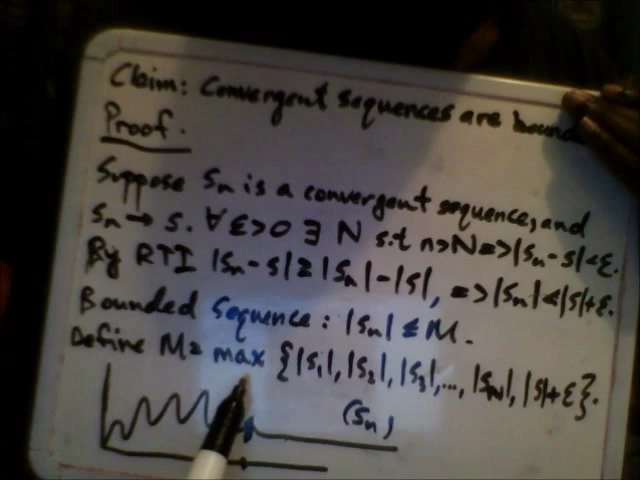 Claim: Convergent sequences are bound
Proof.
Suppose Sn is a convergent sequence, and
Sn → S. ∀ ε>0 ∃ N s.t n>N=>|Sn-S|<ε.
By RTI |Sn-S|≥|Sn|-|S|, =>|Sn|<|S|+ε.
Bounded Sequence: |Sn| ≤ M.
Define M= max {|S1|, |S2|, |S3|,..., |SN|, |S|+ε}.
(Sn)